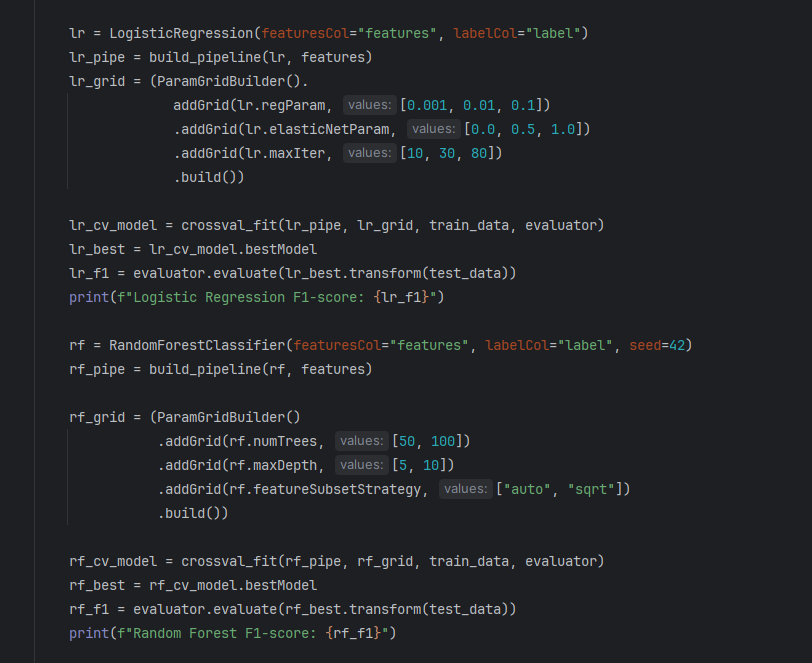 lr = LogisticRegression(featuresCol="features", labelCol="label")
lr_pipe = build_pipeline(lr, features)
lr_grid = (ParamGridBuilder().
addGrid(lr.regParam, values: [0.001, 0.01, 0.1])
.addGrid(lr.elasticNetParam, values: [0.0, 0.5, 1.0])
.addGrid(lr.maxIter, values: [10, 30, 80])
.build())
lr_cv_model = crossval_fit(lr_pipe, lr_grid, train_data, evaluator)
lr_best = lr_cv_model.bestModel
lr_f1 = evaluator.evaluate(lr_best.transform(test_data))
print(f"Logistic Regression F1-score: {lr_f1}")
rf = RandomForestClassifier(featuresCol="features", labelCol="label", seed=42)
rf_pipe = build_pipeline(rf, features)
rf_grid = (ParamGridBuilder()
.addGrid(rf.numTrees, values: [50, 100])
.addGrid(rf.maxDepth, values: [5, 10])
.addGrid(rf.featureSubsetStrategy, values: ["auto", "sqrt"])
.build())
rf_cv_model = crossval_fit(rf_pipe, rf_grid, train_data, evaluator)
rf_best = rf_cv_model.bestModel
rf_f1 = evaluator.evaluate(rf_best.transform(test_data))
print(f"Random Forest F1-score: {rf_f1}")